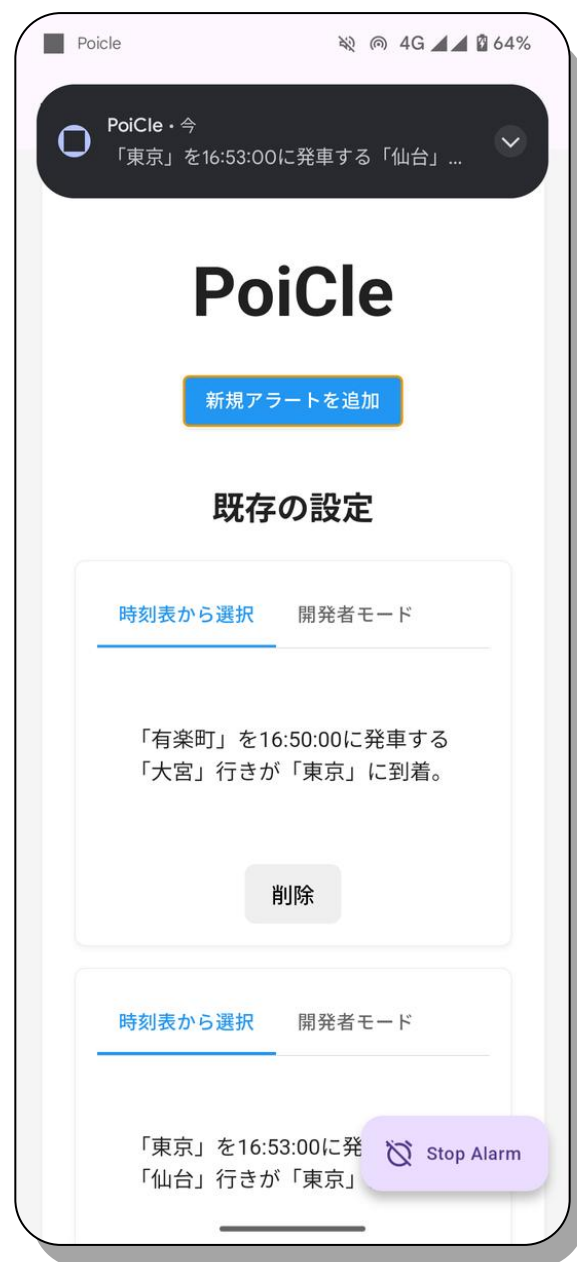 Poicle 4G 64%
PoiCle・今
「東京」を16:53:00に発車する「仙台」...
PoiCle
新規アラートを追加
既存の設定
時刻表から選択 開発者モード
「有楽町」を16:50:00に発車する
「大宮」行きが「東京」に到着。
削除
時刻表から選択 開発者モード
「東京」を16:53:00に発
「仙台」行きが「東京」
Stop Alarm